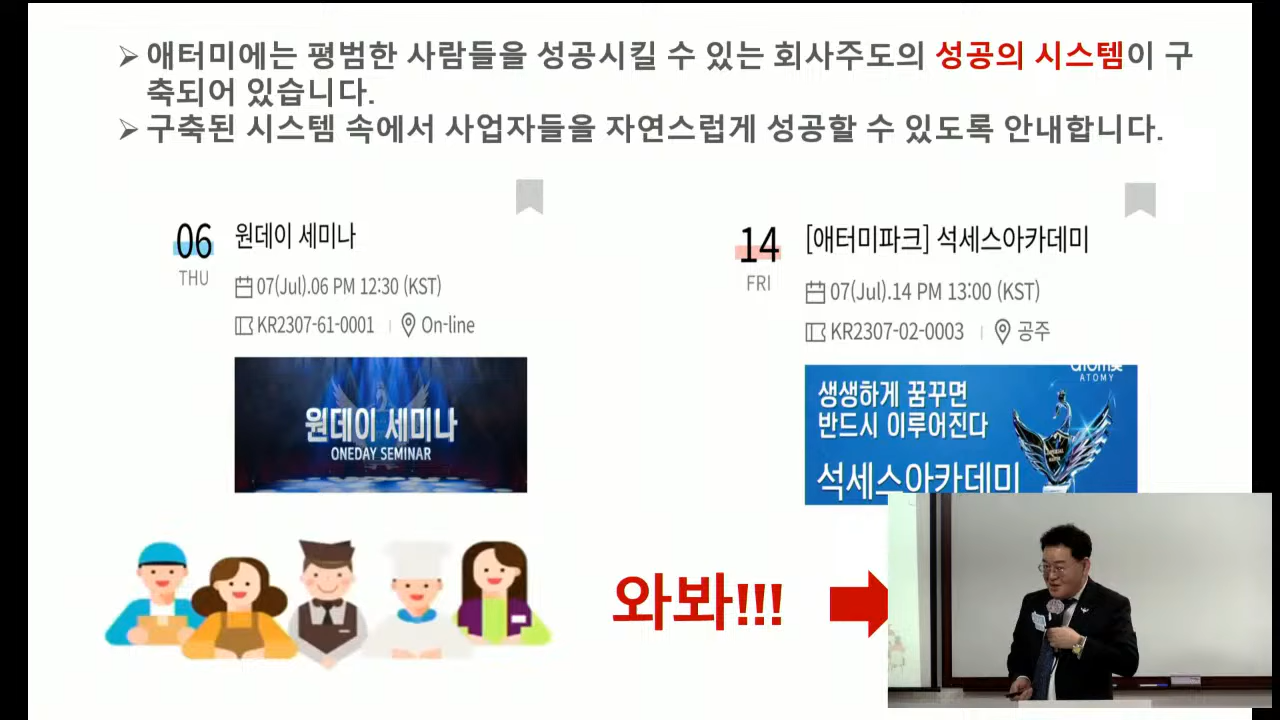 ➢ 애터미에는 평범한 사람들을 성공시킬 수 있는 회사주도의 성공의 시스템이 구
축되어 있습니다.
➢ 구축된 시스템 속에서 사업자들을 자연스럽게 성공할 수 있도록 안내합니다.
06 원데이 세미나
THU
07(Jul).06 PM 12:30 (KST)
KR2307-61-0001 | On-line
원데이 세미나
ONEDAY SEMINAR
14 [애터미파크] 석세스아카데미
FRI
07(Jul).14 PM 13:00 (KST)
KR2307-02-0003 | 공주
ATOMY
생생하게 꿈꾸면
반드시 이루어진다
석세스아카데미
와봐!!!